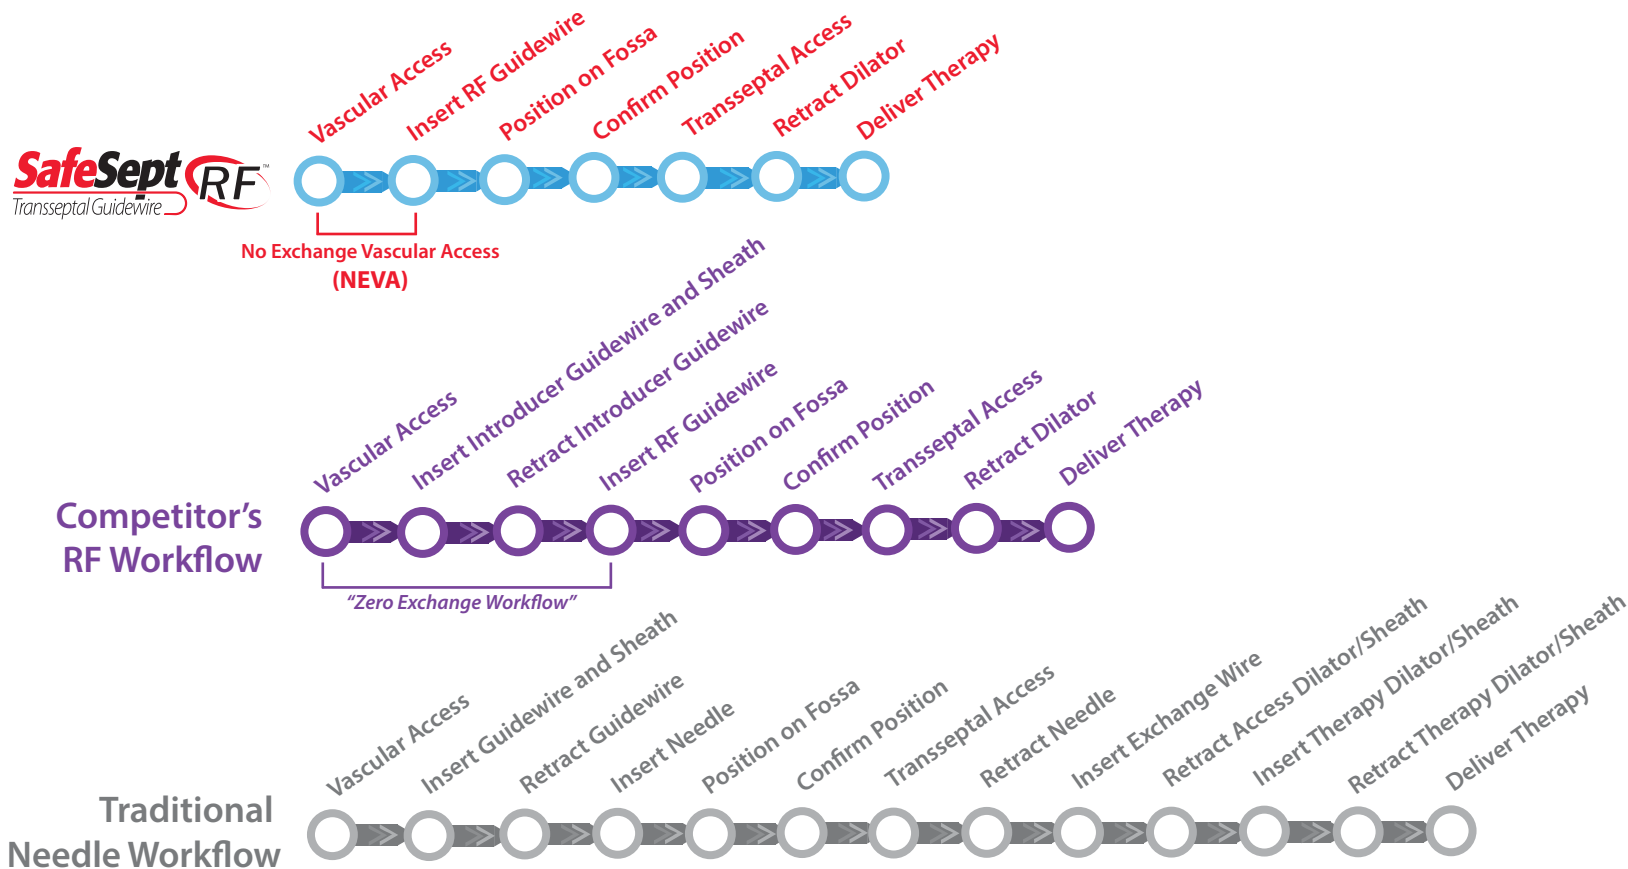 Vascular Access
Insert RF Guidewire
Position on Fossa
Confirm Position
Transseptal Access
Retract Dilator
Deliver Therapy
SafeSept RF™
Transseptal Guidewire
No Exchange Vascular Access
(NEVA)
Vascular Access
Insert Introducer Guidewire and Sheath
Retract Introducer Guidewire
Insert RF Guidewire
Position on Fossa
Confirm Position
Transseptal Access
Retract Dilator
Deliver Therapy
Competitor’s
RF Workflow
“Zero Exchange Workflow”
Vascular Access
Insert Guidewire and Sheath
Retract Guidewire
Insert Needle
Position on Fossa
Confirm Position
Transseptal Access
Retract Needle
Insert Exchange Wire
Retract Access Dilator/Sheath
Insert Therapy Dilator/Sheath
Retract Therapy Dilator/Sheath
Deliver Therapy
Traditional
Needle Workflow